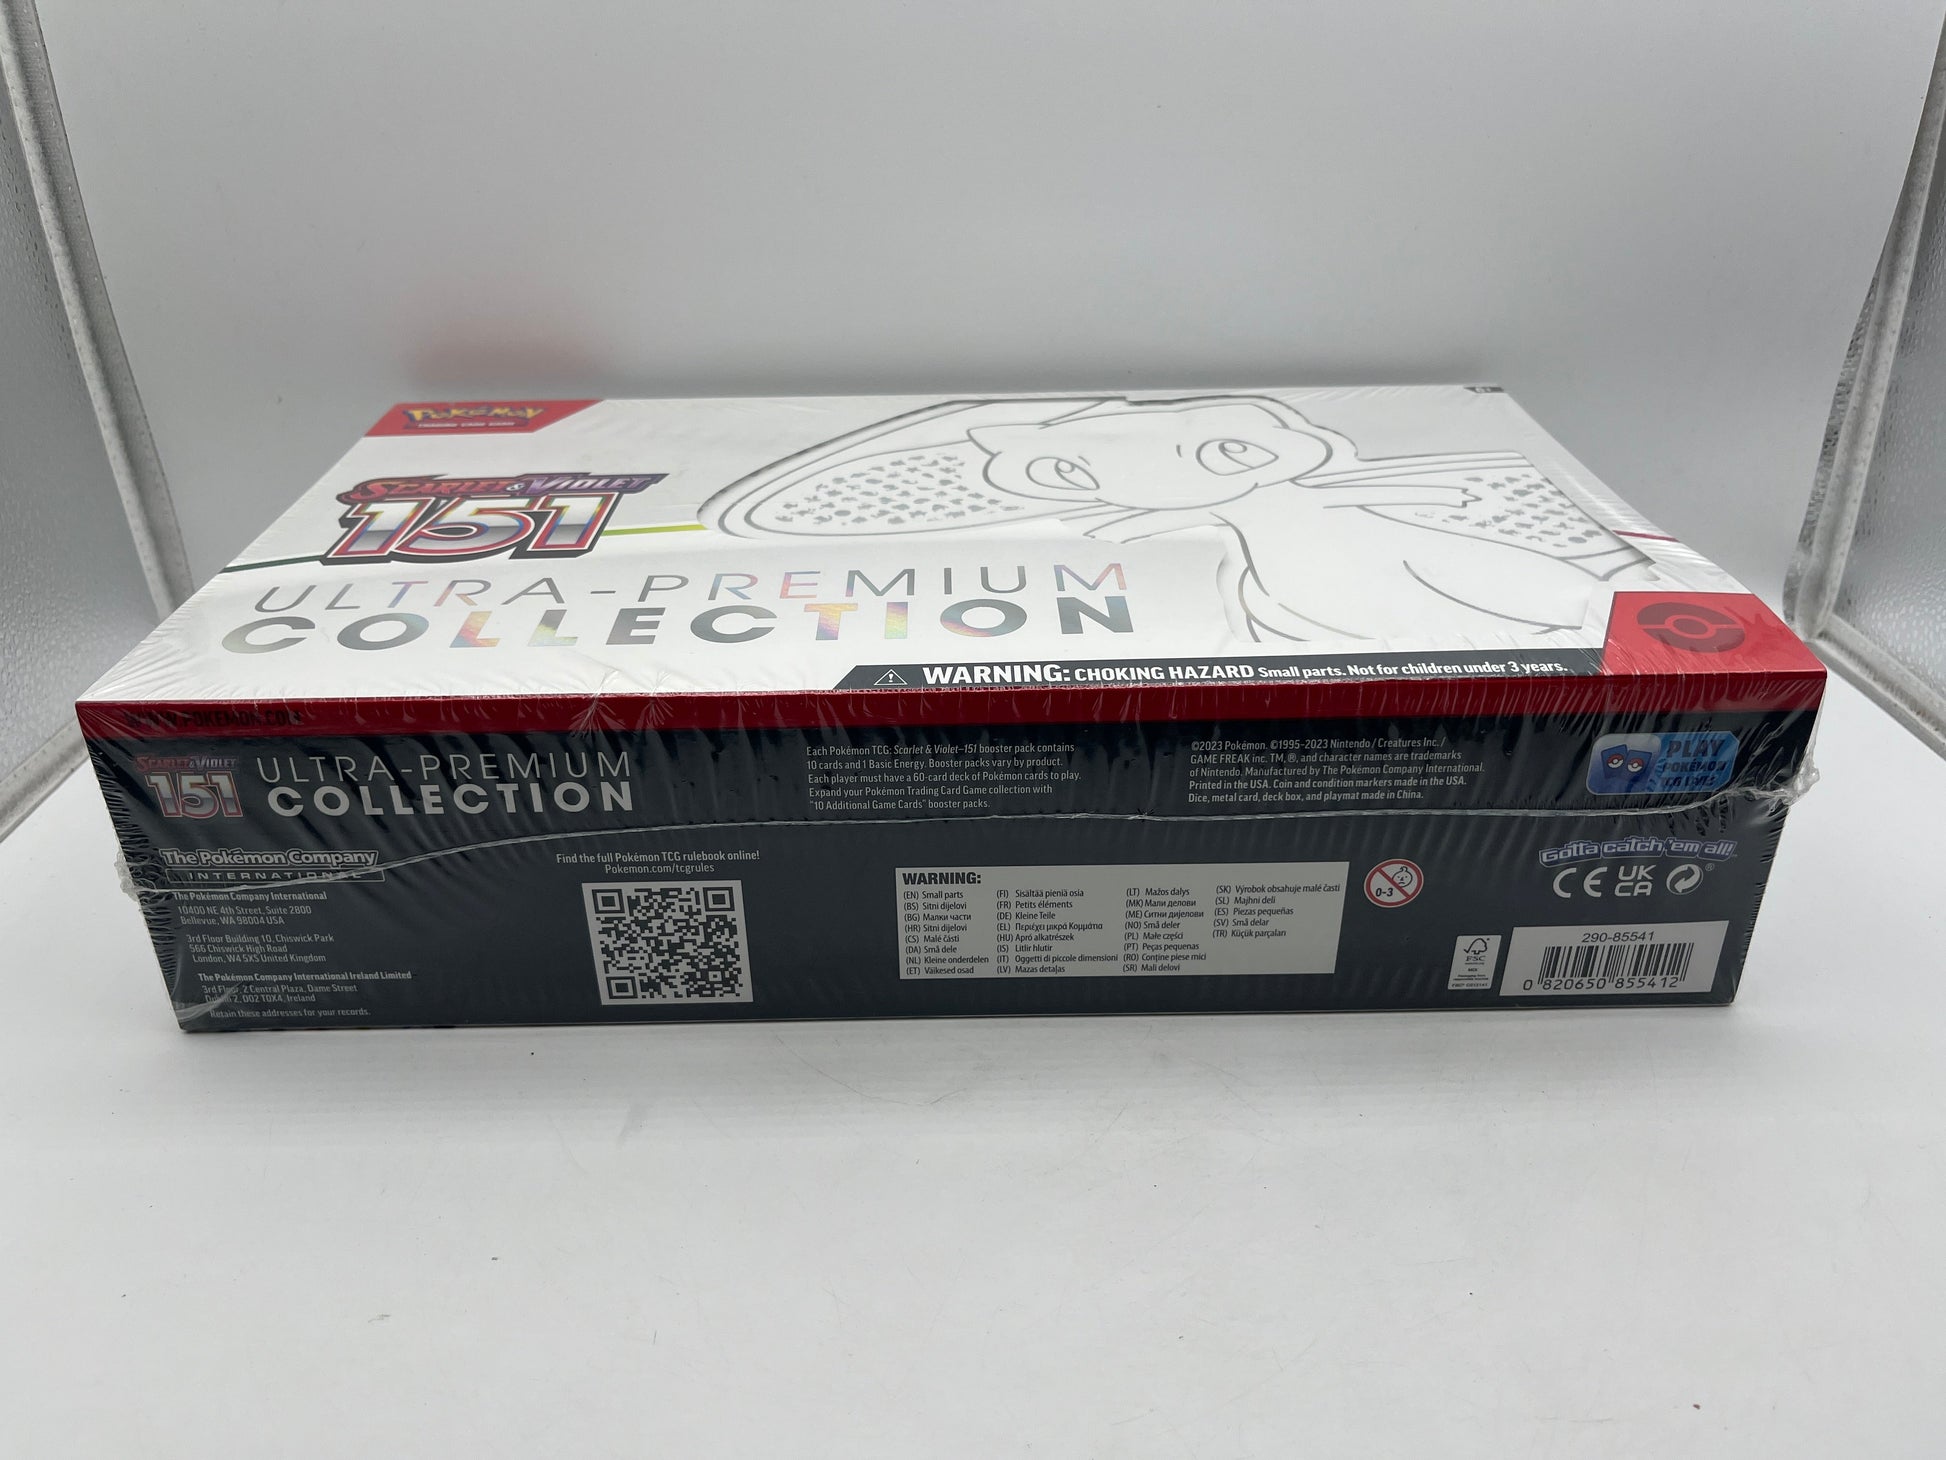 Pokémon
TRADING CARD GAME
SCARLET & VIOLET
151
ULTRA-PREMIUM
COLLECTION
WARNING: CHOKING HAZARD Small parts. Not for children under 3 years.
WWW.POKEMON.COM
SCARLET & VIOLET
151
ULTRA-PREMIUM
COLLECTION
Each Pokémon TCG: Scarlet & Violet—151 booster pack contains
10 cards and 1 Basic Energy. Booster packs vary by product.
Each player must have a 60-card deck of Pokémon cards to play.
Expand your Pokémon Trading Card Game collection with
"10 Additional Game Cards" booster packs.
©2023 Pokémon. ©1995-2023 Nintendo / Creatures Inc. /
GAME FREAK inc. TM, ®, and character names are trademarks
of Nintendo. Manufactured by The Pokémon Company International.
Printed in the USA. Coin and condition markers made in the USA.
Dice, metal card, deck box, and playmat made in China.
PLAY
POKÉMON
TCG LIVE
The Pokémon Company
INTERNATIONAL
The Pokémon Company International
10400 NE 4th Street, Suite 2800
Bellevue, WA 98004 USA
3rd Floor Building 10, Chiswick Park
566 Chiswick High Road
London, W4 5XS United Kingdom
The Pokémon Company International Ireland Limited
3rd Floor, 2 Central Plaza, Dame Street
Dublin 2, D02 T0X4, Ireland
Retain these addresses for your records.
Find the full Pokémon TCG rulebook online!
Pokemon.com/tcgrules
WARNING:
(EN) Small parts
(BS) Sitni dijelovi
(BG) Малки части
(HR) Sitni dijelovi
(CS) Malé části
(DA) Små dele
(NL) Kleine onderdelen
(ET) Väikesed osad
(FI) Sisältää pieniä osia
(FR) Petits éléments
(DE) Kleine Teile
(EL) Περιέχει μικρά Κομμάτια
(HU) Apró alkatrészek
(IS) Litlir hlutir
(IT) Oggetti di piccole dimensioni
(LV) Mazas detaļas
(LT) Mažos dalys
(MK) Мали делови
(ME) Ситни дијелови
(NO) Små deler
(PL) Małe części
(PT) Peças pequenas
(RO) Conține piese mici
(SR) Mali delovi
(SK) Výrobok obsahuje malé časti
(SL) Majhni deli
(ES) Piezas pequeñas
(SV) Små delar
(TR) Küçük parçaları
0-3
Gotta catch 'em all!
®
CE UK
CA
FSC
MIX
290-85541
0 820650 855412